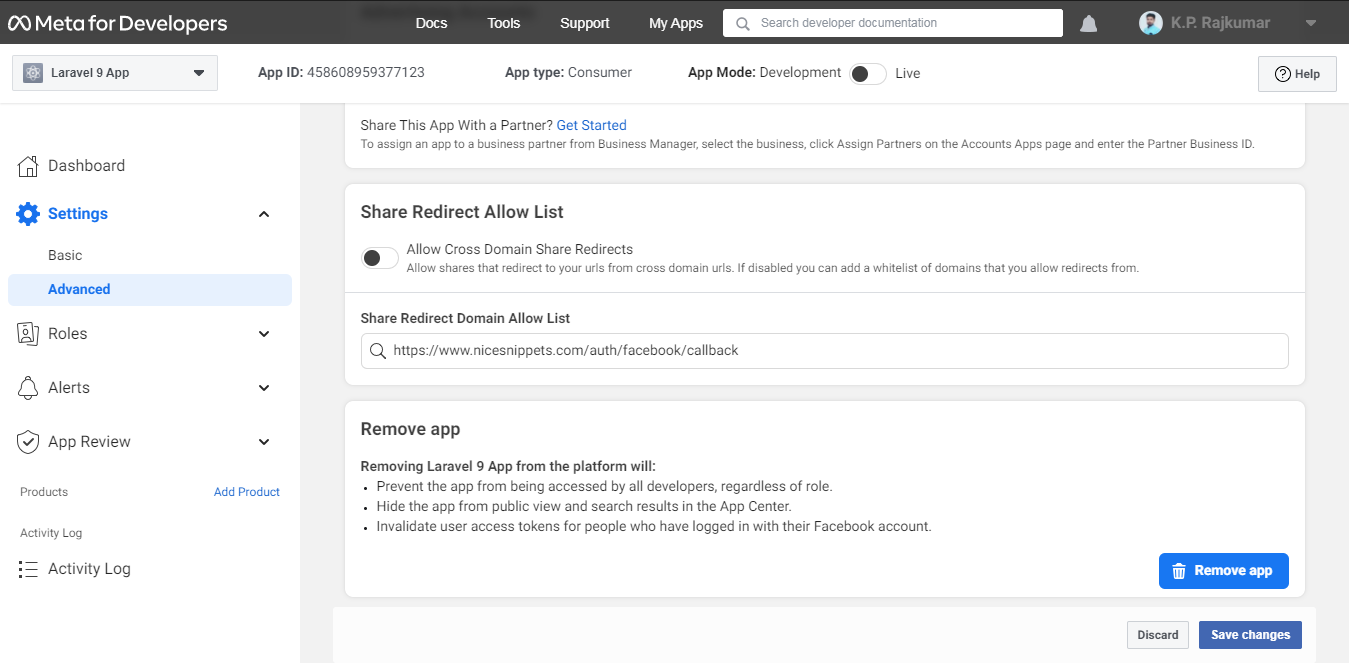 Meta for Developers
Docs
Tools
Support
My Apps
Search developer documentation
K.P. Rajkumar
Laravel 9 App
App ID: 458608959377123
App type: Consumer
App Mode: Development
Live
Help
Dashboard
Settings
Basic
Advanced
Roles
Alerts
App Review
Products
Add Product
Activity Log
Activity Log
Share This App With a Partner? Get Started
To assign an app to a business partner from Business Manager, select the business, click Assign Partners on the Accounts Apps page and enter the Partner Business ID.
Share Redirect Allow List
Allow Cross Domain Share Redirects
Allow shares that redirect to your urls from cross domain urls. If disabled you can add a whitelist of domains that you allow redirects from.
Share Redirect Domain Allow List
https://www.nicesnippets.com/auth/facebook/callback
Remove app
Removing Laravel 9 App from the platform will:
• Prevent the app from being accessed by all developers, regardless of role.
• Hide the app from public view and search results in the App Center.
• Invalidate user access tokens for people who have logged in with their Facebook account.
Remove app
Discard
Save changes